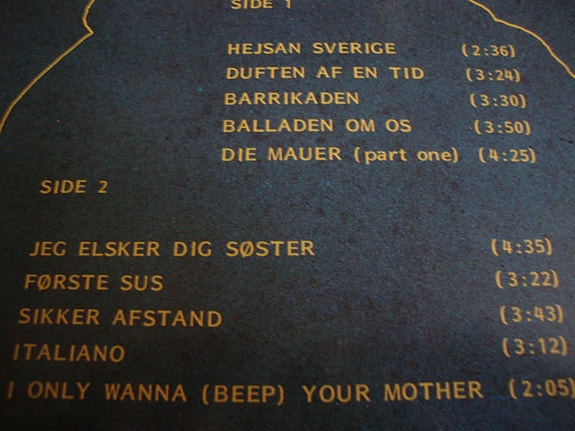 SIDE 1
HEJSAN SVERIGE (2:36)
DUFTEN AF EN TID (3:24)
BARRIKADEN (3:30)
BALLADEN OM OS (3:50)
DIE MAUER (part one) (4:25)
SIDE 2
JEG ELSKER DIG SØSTER (4:35)
FØRSTE SUS (3:22)
SIKKER AFSTAND (3:43)
ITALIANO (3:12)
I ONLY WANNA (BEEP) YOUR MOTHER (2:05)